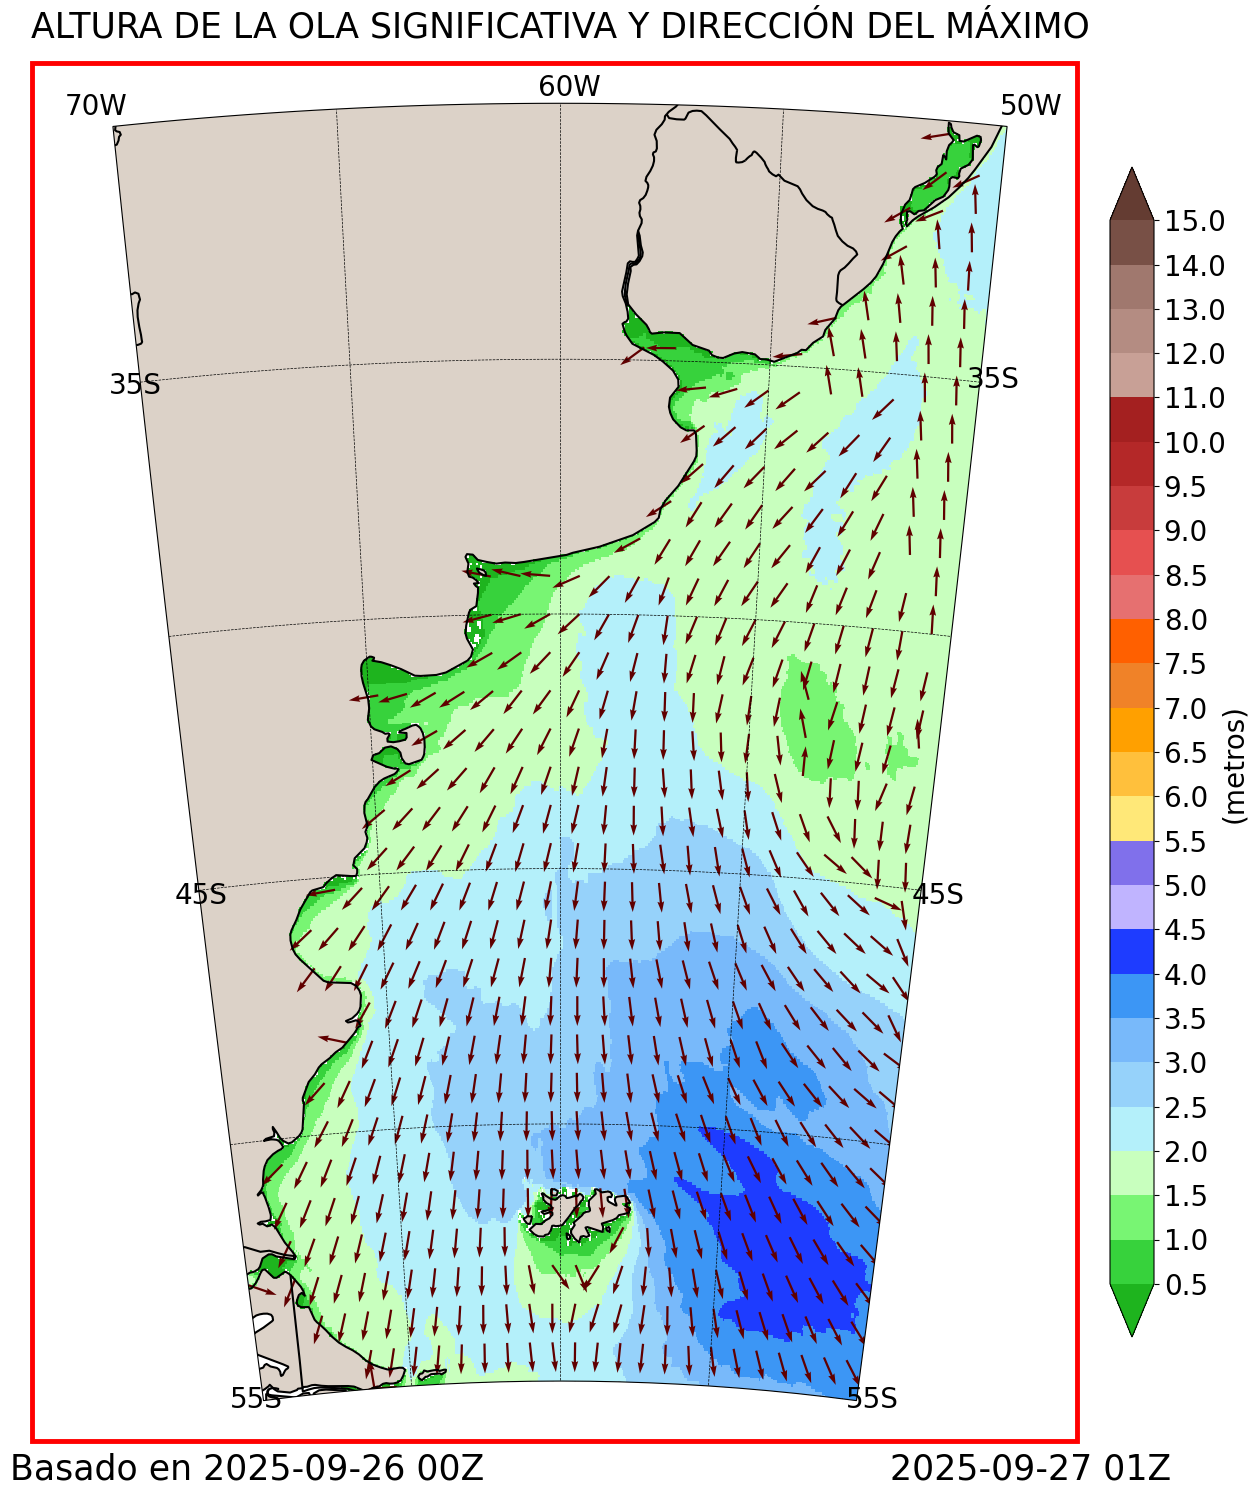 ALTURA DE LA OLA SIGNIFICATIVA Y DIRECCIÓN DEL MÁXIMO
70W
60W
50W
35S
35S
45S
45S
55S
55S
15.0
14.0
13.0
12.0
11.0
10.0
9.5
9.0
8.5
8.0
7.5
7.0
6.5
6.0
5.5
5.0
4.5
4.0
3.5
3.0
2.5
2.0
1.5
1.0
0.5
(metros)
Basado en 2025-09-26 00Z
2025-09-27 01Z